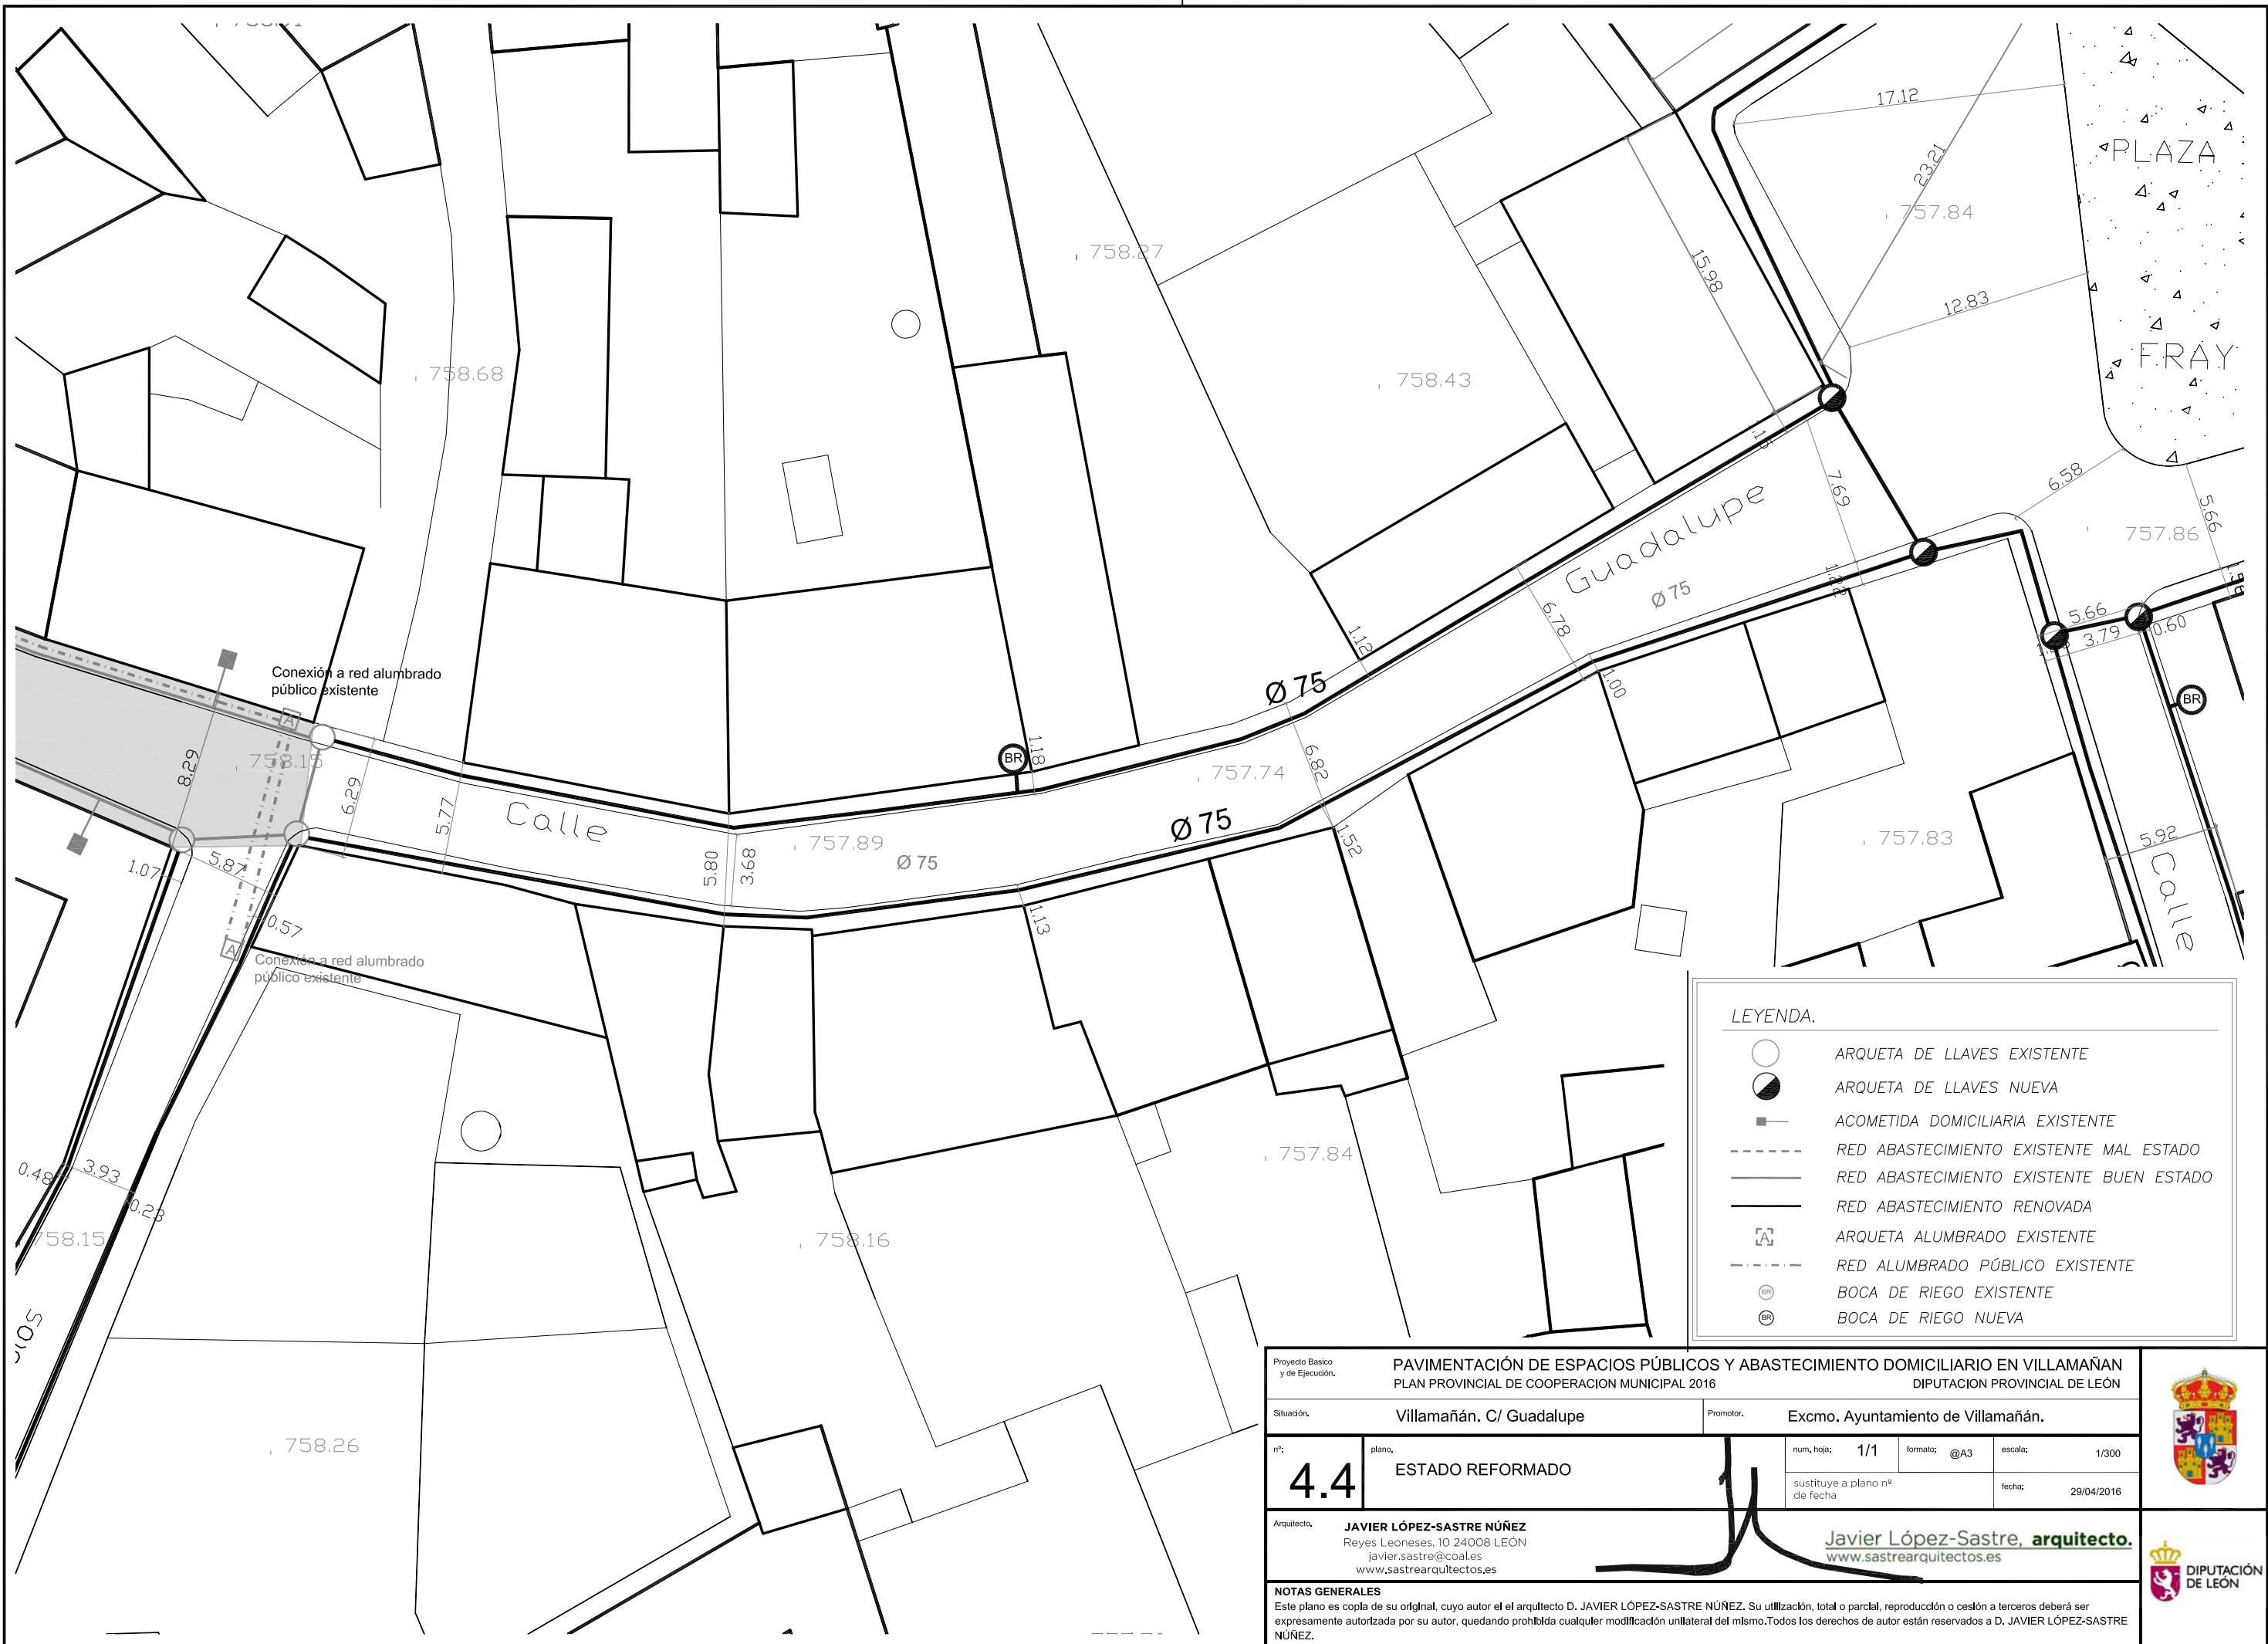 17.12
23.21
PLAZA
757.84
758.27
15.98
12.83
FRAY
758.68
758.43
1.15
7.69
6.58
5.66
757.86
Guadalupe
Ø 75
1.22
6.78
1.12
5.66
3.79
0.60
1.00
Ø 75
Conexión a red alumbrado
público existente
A
BR
1.18
BR
758.15
8.29
6.29
5.77
Calle
757.74
6.82
Ø 75
757.89
Ø 75
5.80
3.68
1.52
757.83
5.92
Calle
1.07
5.87
0.57
A
1.13
Conexión a red alumbrado
público existente
0.48
3.93
0.23
758.15
757.84
758.16
758.26
LEYENDA.
ARQUETA DE LLAVES EXISTENTE
ARQUETA DE LLAVES NUEVA
ACOMETIDA DOMICILIARIA EXISTENTE
RED ABASTECIMIENTO EXISTENTE MAL ESTADO
RED ABASTECIMIENTO EXISTENTE BUEN ESTADO
RED ABASTECIMIENTO RENOVADA
A ARQUETA ALUMBRADO EXISTENTE
RED ALUMBRADO PÚBLICO EXISTENTE
BR BOCA DE RIEGO EXISTENTE
BR BOCA DE RIEGO NUEVA
Proyecto Basico
y de Ejecución.
PAVIMENTACIÓN DE ESPACIOS PÚBLICOS Y ABASTECIMIENTO DOMICILIARIO EN VILLAMAÑAN
PLAN PROVINCIAL DE COOPERACION MUNICIPAL 2016 DIPUTACION PROVINCIAL DE LEÓN
Situación. Villamañán. C/ Guadalupe Promotor. Excmo. Ayuntamiento de Villamañán.
nº: 4.4 plano. ESTADO REFORMADO
num. hoja: 1/1 formato: @A3 escala: 1/300
sustituye a plano nº
de fecha
fecha: 29/04/2016
Arquitecto. JAVIER LÓPEZ-SASTRE NÚÑEZ
Reyes Leoneses, 10 24008 LEÓN
javier.sastre@coal.es
www.sastrearquitectos.es
Javier López-Sastre, arquitecto.
www.sastrearquitectos.es
DIPUTACIÓN
DE LEÓN
NOTAS GENERALES
Este plano es copia de su original, cuyo autor el el arquitecto D. JAVIER LÓPEZ-SASTRE NÚÑEZ. Su utilización, total o parcial, reproducción o cesión a terceros deberá ser
expresamente autorizada por su autor, quedando prohibida cualquier modificación unilateral del mismo.Todos los derechos de autor están reservados a D. JAVIER LÓPEZ-SASTRE
NÚÑEZ.